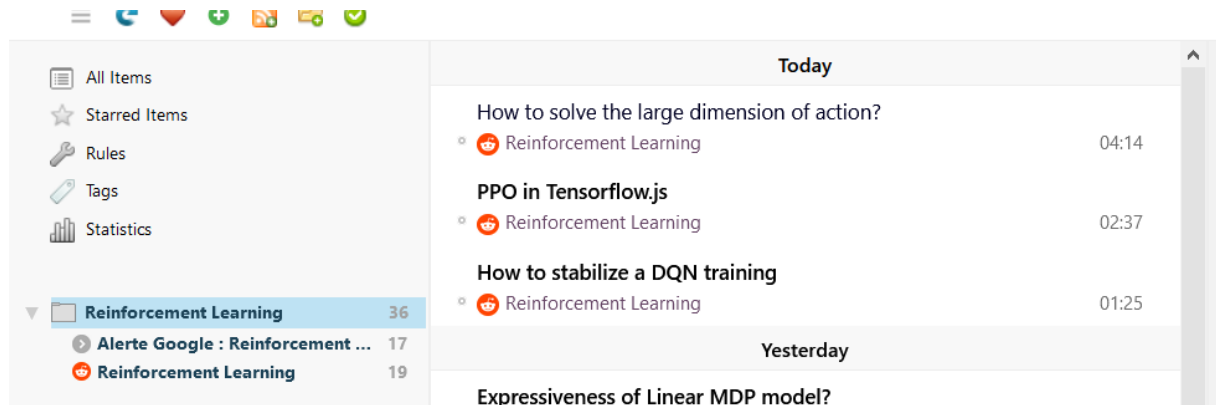 All Items
Starred Items
Rules
Tags
Statistics
Reinforcement Learning 36
Alerte Google : Reinforcement ... 17
Reinforcement Learning 19
Today
How to solve the large dimension of action?
Reinforcement Learning 04:14
PPO in Tensorflow.js
Reinforcement Learning 02:37
How to stabilize a DQN training
Reinforcement Learning 01:25
Yesterday
Expressiveness of Linear MDP model?